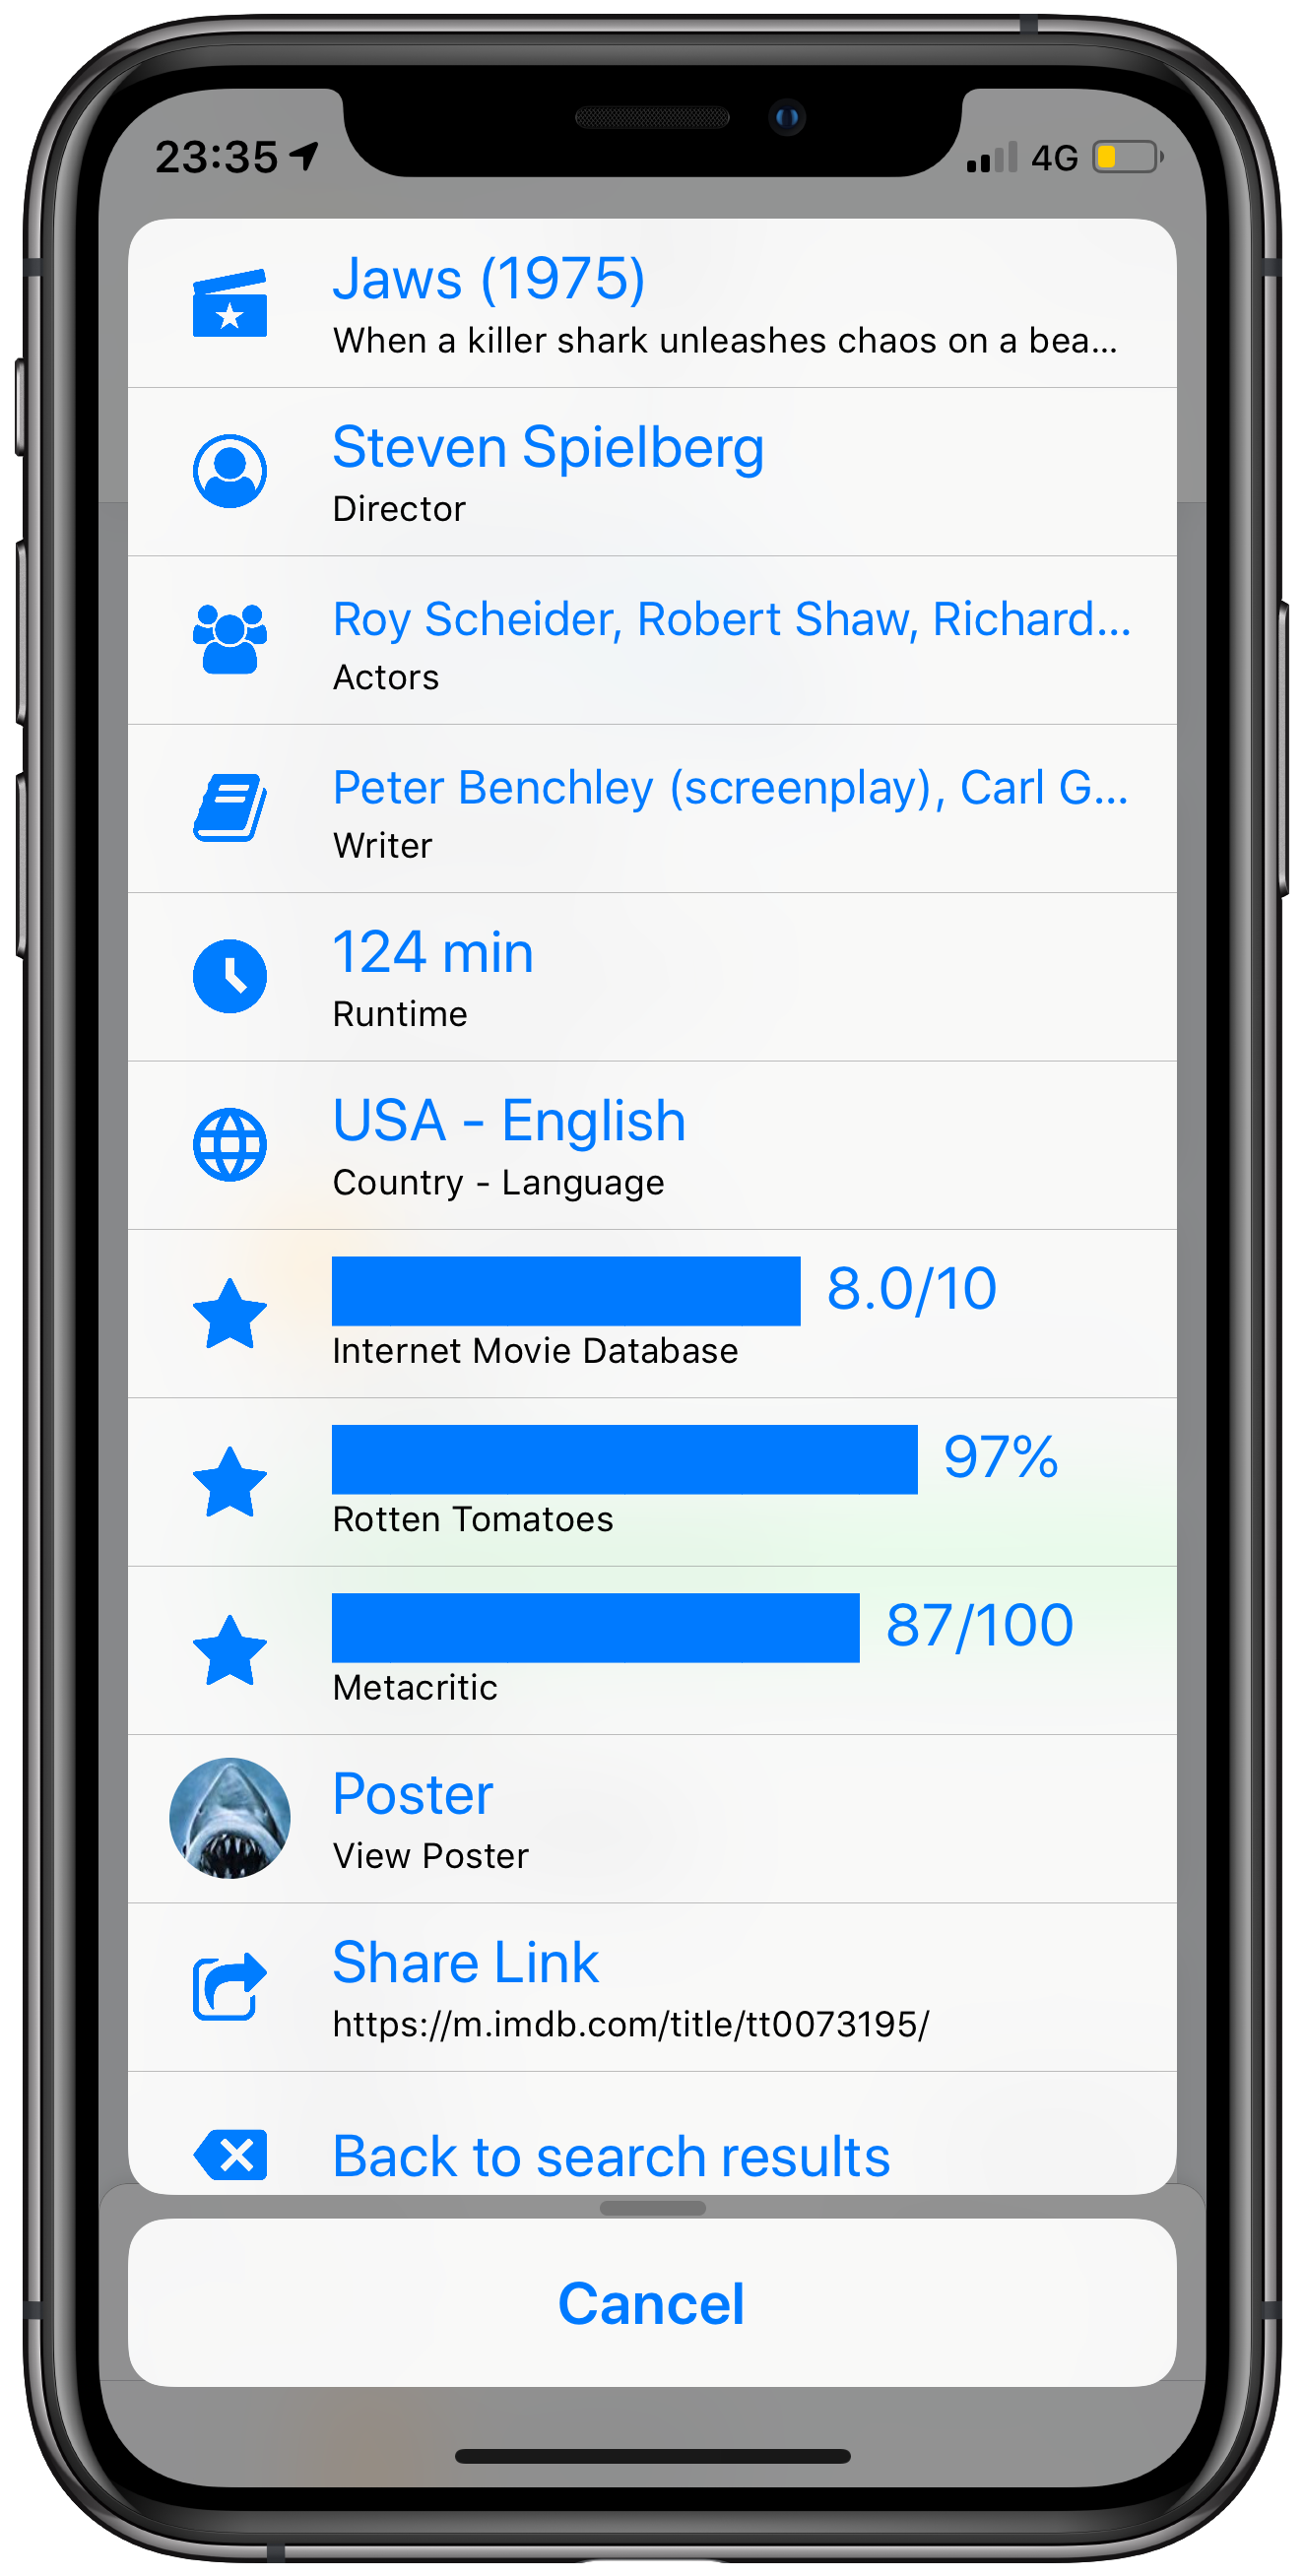 23:35
4G
Jaws (1975)
When a killer shark unleashes chaos on a bea...
Steven Spielberg
Director
Roy Scheider, Robert Shaw, Richard...
Actors
Peter Benchley (screenplay), Carl G...
Writer
124 min
Runtime
USA - English
Country - Language
8.0/10
Internet Movie Database
97%
Rotten Tomatoes
87/100
Metacritic
Poster
View Poster
Share Link
https://m.imdb.com/title/tt0073195/
Back to search results
Cancel